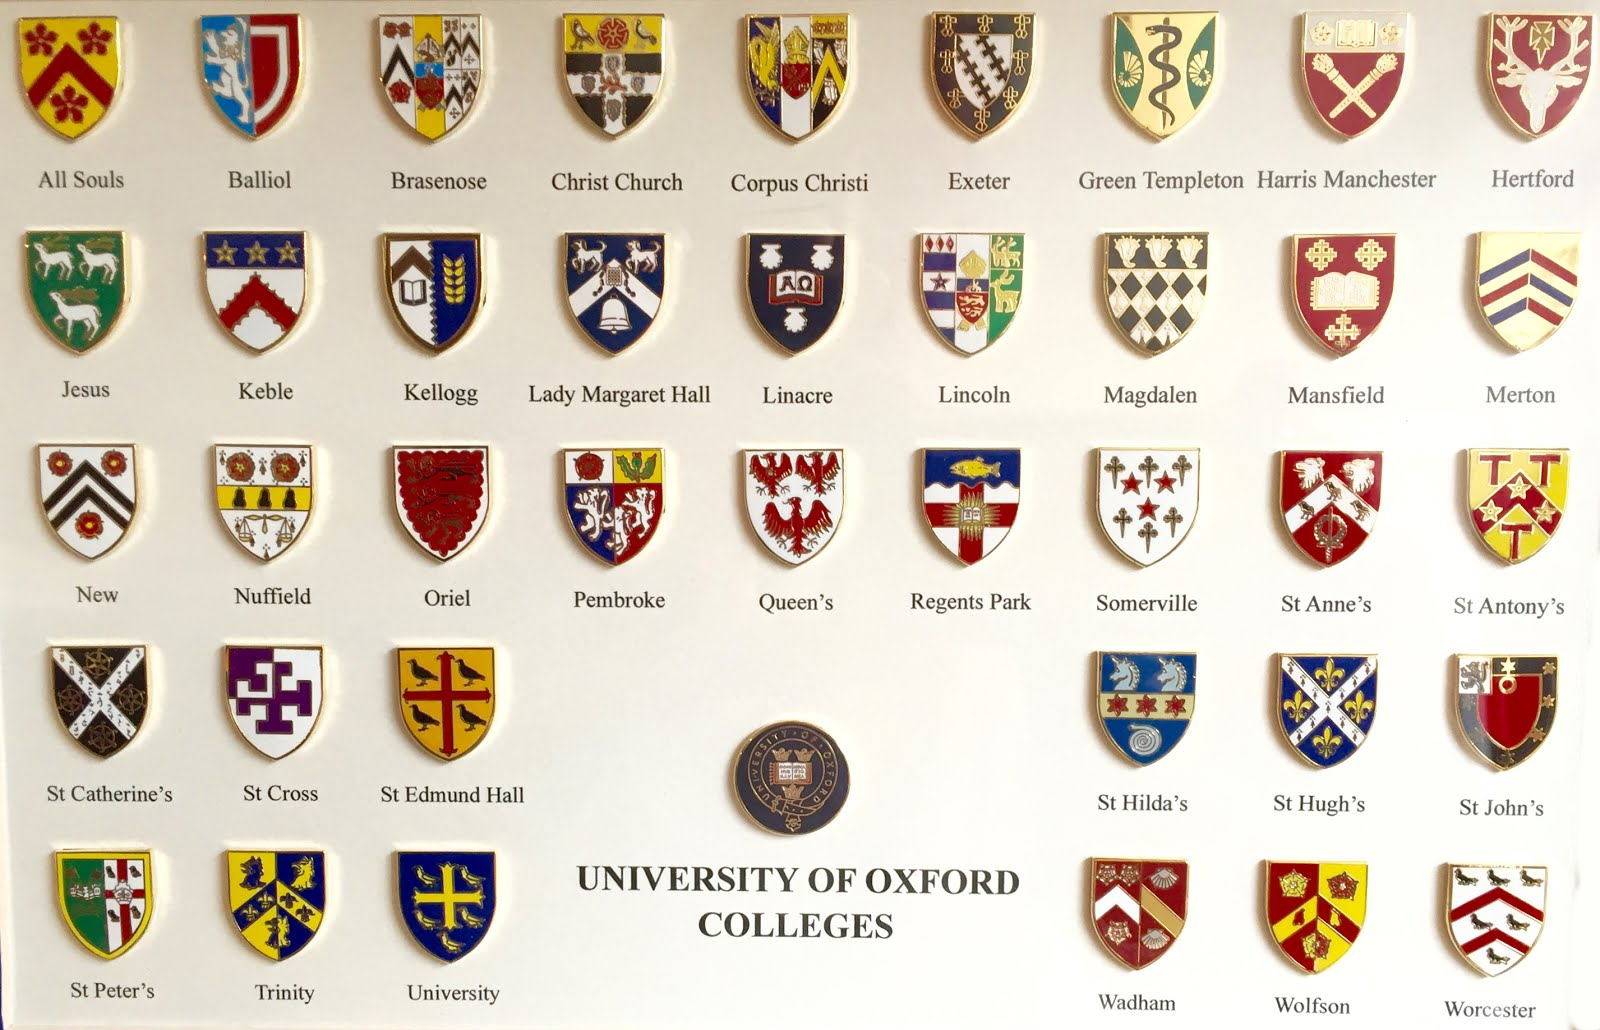 All Souls
Balliol
Brasenose
Christ Church
Corpus Christi
Exeter
Green Templeton
Harris Manchester
Hertford
Jesus
Keble
Kellogg
Lady Margaret Hall
ΑΩ
Linacre
Lincoln
Magdalen
Mansfield
Merton
New
Nuffield
Oriel
Pembroke
Queen's
Regents Park
Somerville
St Anne's
St Antony's
St Catherine's
St Cross
St Edmund Hall
UNIVERSITY · OF · OXFORD
St Hilda's
St Hugh's
St John's
UNIVERSITY OF OXFORD
COLLEGES
St Peter's
Trinity
University
Wadham
Wolfson
Worcester